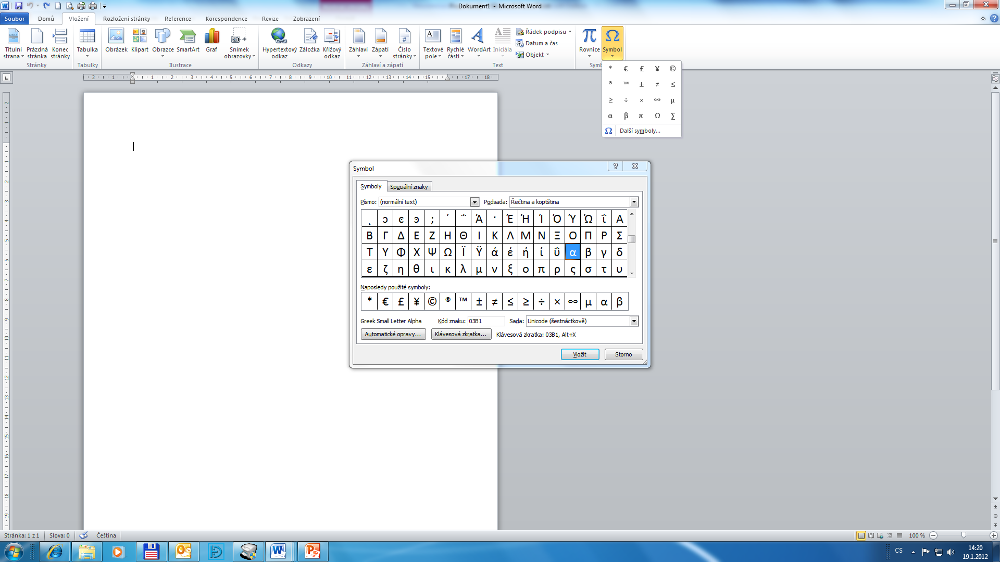 Dokument1 - Microsoft Word
Soubor Domů Vložení Rozložení stránky Reference Korespondence Revize Zobrazení
Titulní strana Prázdná stránka Konec stránky
Tabulka
Obrázek Klipart Obrazce SmartArt Graf Snímek obrazovky
Hypertextový odkaz Záložka Křížový odkaz
Záhlaví Zápatí Číslo stránky
Textové pole Rychlé části WordArt Iniciála
Řádek podpisu
Datum a čas
Objekt
Rovnice Symbol
Stránky Tabulky Ilustrace Odkazy Záhlaví a zápatí Text Symb
2 1 1 2 3 4 5 6 7 8 9 10 11 12 13 14 15 17 18
* € £ ¥ ©
® ™ ± ≠ ≤
≥ ÷ × ∞ µ
α β π Ω ∑
Další symboly...
Symbol
Symboly Speciální znaky
Písmo: (normální text) Podsada: Řečtina a koptština
ͺ ͻ ͼ ͽ ; ΄ ΅ Ά · Έ Ή Ί Ό Ύ Ώ ΐ Α
Β Γ Δ Ε Ζ Η Θ Ι Κ Λ Μ Ν Ξ Ο Π Ρ Σ
Τ Υ Φ Χ Ψ Ω Ϊ Ϋ ά έ ή ί ΰ α β γ δ
ε ζ η θ ι κ λ μ ν ξ ο π ρ ς σ τ υ
Naposledy použité symboly:
* € £ ¥ © ® ™ ± ≠ ≤ ≥ ÷ × ∞ µ α β
Greek Small Letter Alpha Kód znaku: 03B1 Sada: Unicode (šestnáctkově)
Automatické opravy... Klávesová zkratka... Klávesová zkratka: 03B1, Alt+X
Vložit Storno
Stránka: 1 z 1 Slova: 0 Čeština 100 %
CS 14:20
19.1.2012